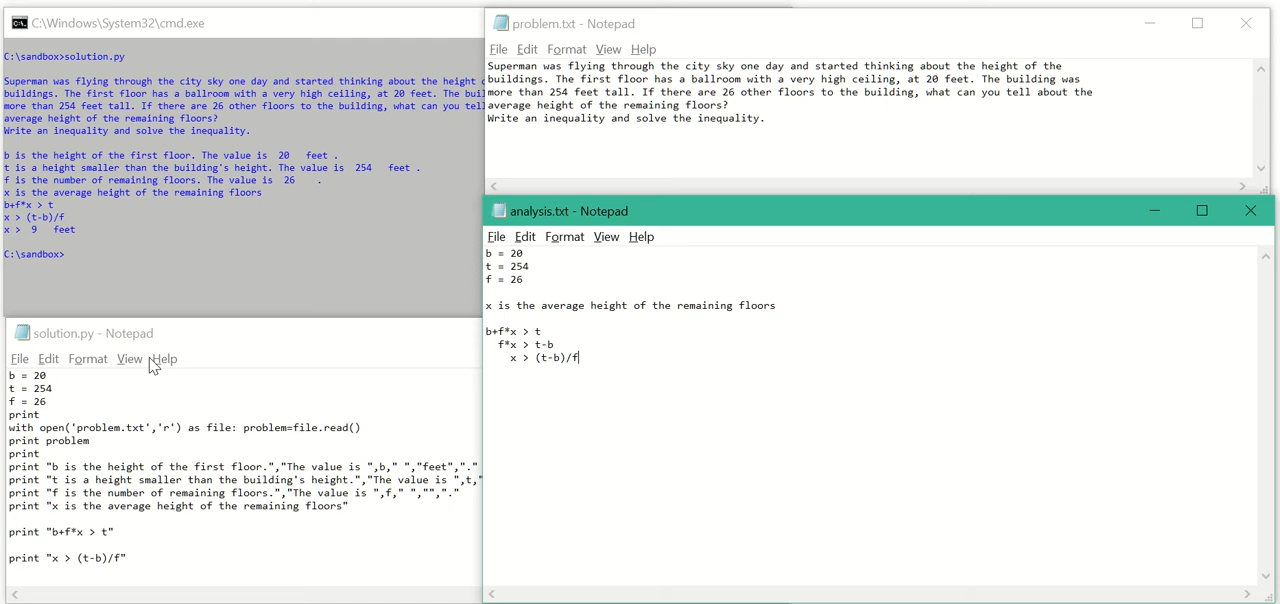 C:\Windows\System32\cmd.exe
C:\sandbox>solution.py
Superman was flying through the city sky one day and started thinking about the height
buildings. The first floor has a ballroom with a very high ceiling, at 20 feet. The
more than 254 feet tall. If there are 26 other floors to the building, what can you tell
average height of the remaining floors?
Write an inequality and solve the inequality.
b is the height of the first floor. The value is  20   feet .
t is a height smaller than the building's height. The value is  254   feet .
f is the number of remaining floors. The value is  26    .
x is the average height of the remaining floors
b+f*x > t
x > (t-b)/f
x >  9   feet
C:\sandbox>
problem.txt - Notepad
File Edit Format View Help
Superman was flying through the city sky one day and started thinking about the height of the
buildings. The first floor has a ballroom with a very high ceiling, at 20 feet. The building was
more than 254 feet tall. If there are 26 other floors to the building, what can you tell about the
average height of the remaining floors?
Write an inequality and solve the inequality.
analysis.txt - Notepad
File Edit Format View Help
b = 20
t = 254
f = 26
x is the average height of the remaining floors
b+f*x > t
f*x > t-b
x > (t-b)/f
solution.py - Notepad
File Edit Format View Help
b = 20
t = 254
f = 26
print
with open('problem.txt','r') as file: problem=file.read()
print problem
print
print "b is the height of the first floor.","The value is ",b," ","feet","."
print "t is a height smaller than the building's height.","The value is ",t,"
print "f is the number of remaining floors.","The value is ",f," ","","."
print "x is the average height of the remaining floors"
print "b+f*x > t"
print "x > (t-b)/f"